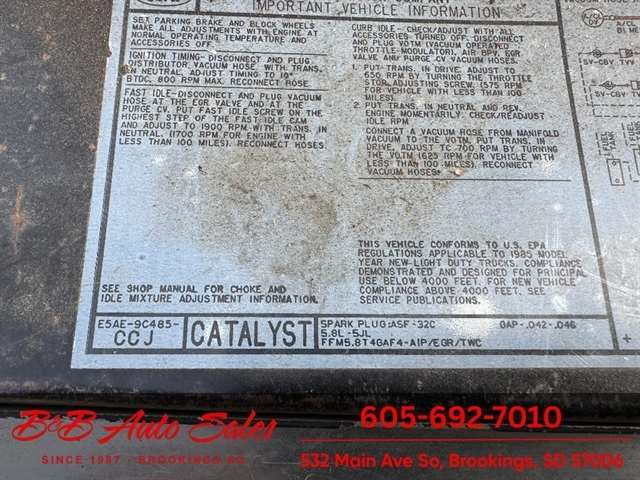 IMPORTANT VEHICLE INFORMATION
SET PARKING BRAKE AND BLOCK WHEELS
MAKE ALL ADJUSTMENTS WITH ENGINE AT
NORMAL OPERATING TEMPERATURE AND
ACCESSORIES OFF.
IGNITION TIMING-DISCONNECT AND PLUG
DISTRIBUTOR VACUUM HOSE WITH TRANS.
IN NEUTRAL, ADJUST TIMING TO 10°
BTDC, 800 RPM MAX. RECONNECT HOSE
FAST IDLE-DISCONNECT AND PLUG VACUUM
HOSE AT THE EGR VALVE AND AT THE
PURGE CV. PUT FAST IDLE SCREW ON THE
HIGHEST STEP OF THE FAST IDLE CAM
AND ADJUST TO 1900 RPM WITH TRANS. IN
NEUTRAL. (1700 RPM FOR ENGINE WITH
LESS THAN 100 MILES). RECONNECT HOSES
SEE SHOP MANUAL FOR CHOKE AND
IDLE MIXTURE ADJUSTMENT INFORMATION.
CURB IDLE- CHECK/ADJUST WITH ALL
ACCESSORIES TURNED OFF. DISCONNECT
AND PLUG VOTM (VACUUM OPERATED
THROTTLE-MODULATOR), AIR BPV, EGR
VALVE AND PURGE CV VACUUM HOSES.
1. PUT TRANS. IN DRIVE. ADJUST TO
650 RPM BY TURNING THE THROTTLE
STOP ADJUSTING SCREW. (575 RPM
FOR VEHICLE WITH LESS THAN 100
MILES).
2. PUT TRANS. IN NEUTRAL AND REV.
ENGINE MOMENTARILY. CHECK/READJUST
IDLE RPM.
CONNECT A VACUUM HOSE FROM MANIFOLD
VACUUM TO THE VOTM. PUT TRANS. IN
DRIVE, ADJUST TO 700 RPM BY TURNING
THE VOTM (625 RPM FOR VEHICLE WITH
LESS THAN 100 MILES). RECONNECT
VACUUM HOSES.
THIS VEHICLE CONFORMS TO U.S. EPA
REGULATIONS APPLICABLE TO 1985 MODEL
YEAR NEW LIGHT DUTY TRUCKS. COMPLIANCE
DEMONSTRATED AND DESIGNED FOR PRINCIPAL
USE BELOW 4000 FEET. FOR NEW VEHICLE
COMPLIANCE ABOVE 4000 FEET. SEE
SERVICE PUBLICATIONS.
SV-CBV
FUEL
TANK
E5AE-9C485-
CCJ
CATALYST
SPARK PLUG:ASF -32C GAP-.042-.046
5.8L -5JL
FFM5.8T4GAF4-AIP/EGR/TWC
B&B Auto Sales
SINCE 1987 - BROOKINGS SD
605-692-7010
532 Main Ave So, Brookings, SD 57006